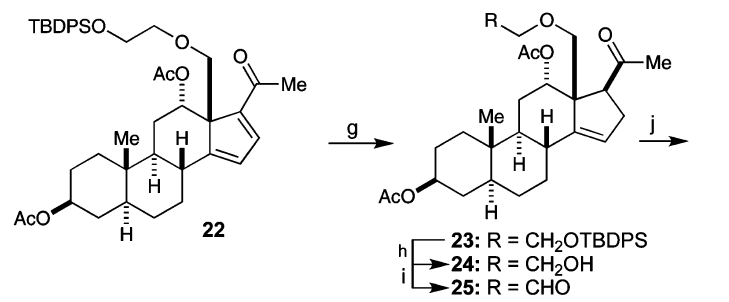 TBDPSO
O
AcO
O
Me
Me
H
H
AcO
H
22
g
R
O
AcO
O
Me
Me
H
H
AcO
H
j
23: R = CH2OTBDPS
h
24: R = CH2OH
i
25: R = CHO